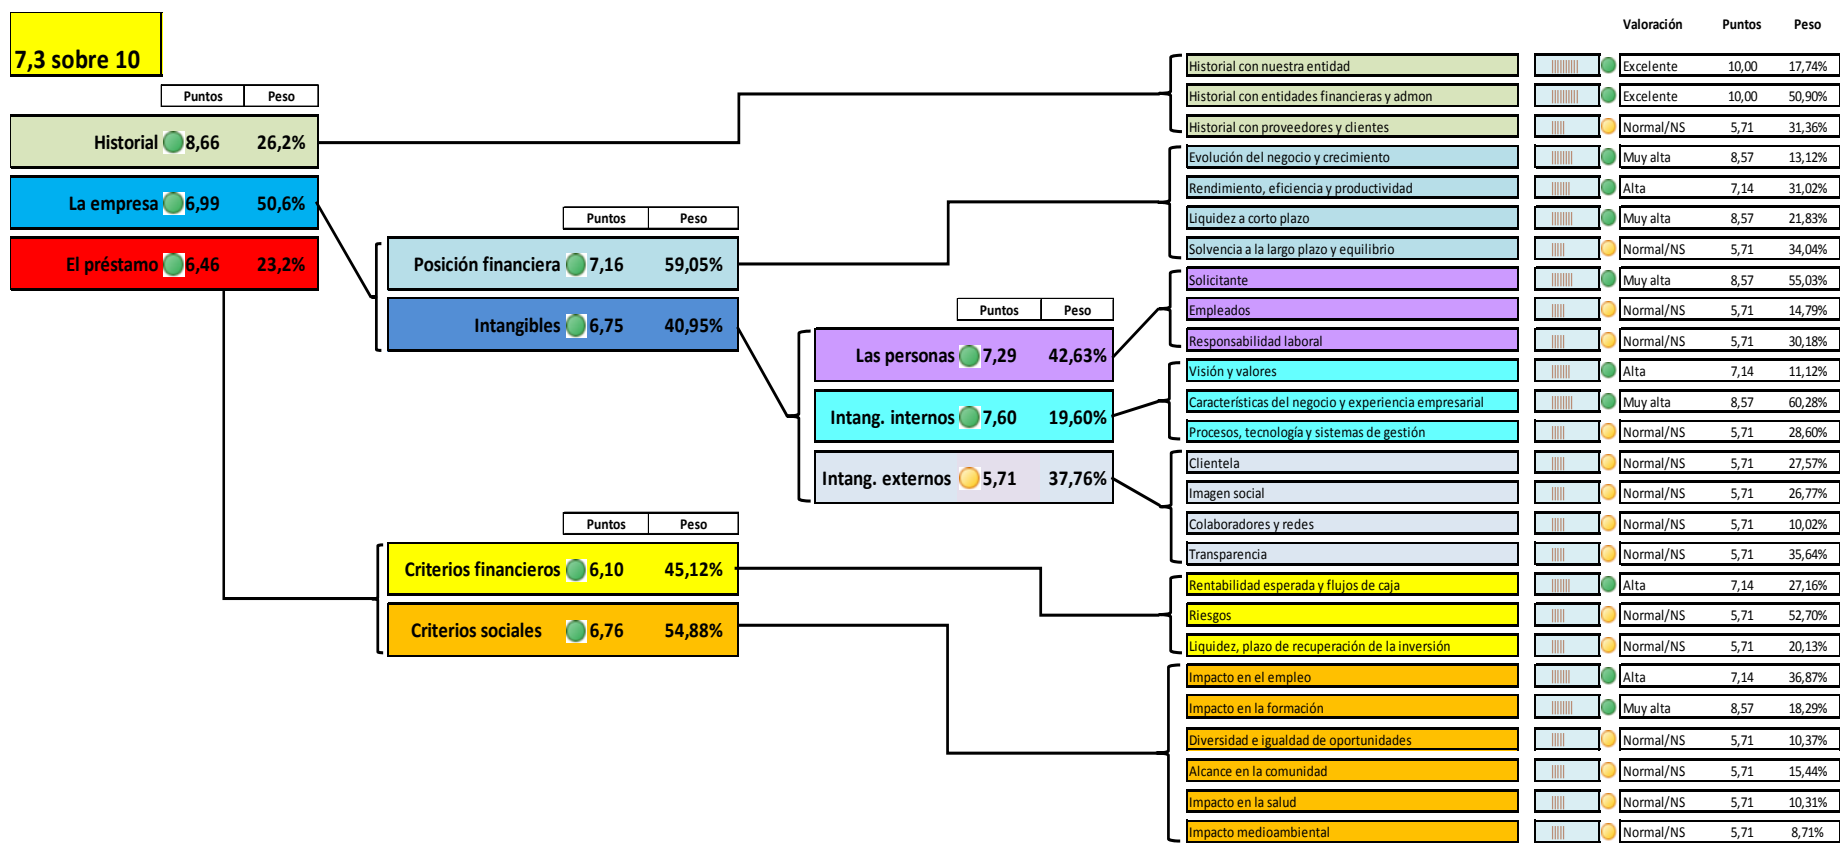 Valoración Puntos Peso
7,3 sobre 10
Puntos Peso
Historial 8,66 26,2%
La empresa 6,99 50,6%
El préstamo 6,46 23,2%
Puntos Peso
Posición financiera 7,16 59,05%
Intangibles 6,75 40,95%
Puntos Peso
Las personas 7,29 42,63%
Intang. internos 7,60 19,60%
Intang. externos 5,71 37,76%
Puntos Peso
Criterios financieros 6,10 45,12%
Criterios sociales 6,76 54,88%
Historial con nuestra entidad Excelente 10,00 17,74%
Historial con entidades financieras y admon Excelente 10,00 50,90%
Historial con proveedores y clientes Normal/NS 5,71 31,36%
Evolución del negocio y crecimiento Muy alta 8,57 13,12%
Rendimiento, eficiencia y productividad Alta 7,14 31,02%
Liquidez a corto plazo Muy alta 8,57 21,83%
Solvencia a la largo plazo y equilibrio Normal/NS 5,71 34,04%
Solicitante Muy alta 8,57 55,03%
Empleados Normal/NS 5,71 14,79%
Responsabilidad laboral Normal/NS 5,71 30,18%
Visión y valores Alta 7,14 11,12%
Características del negocio y experiencia empresarial Muy alta 8,57 60,28%
Procesos, tecnología y sistemas de gestión Normal/NS 5,71 28,60%
Clientela Normal/NS 5,71 27,57%
Imagen social Normal/NS 5,71 26,77%
Colaboradores y redes Normal/NS 5,71 10,02%
Transparencia Normal/NS 5,71 35,64%
Rentabilidad esperada y flujos de caja Alta 7,14 27,16%
Riesgos Normal/NS 5,71 52,70%
Liquidez, plazo de recuperación de la inversión Normal/NS 5,71 20,13%
Impacto en el empleo Alta 7,14 36,87%
Impacto en la formación Muy alta 8,57 18,29%
Diversidad e igualdad de oportunidades Normal/NS 5,71 10,37%
Alcance en la comunidad Normal/NS 5,71 15,44%
Impacto en la salud Normal/NS 5,71 10,31%
Impacto medioambiental Normal/NS 5,71 8,71%